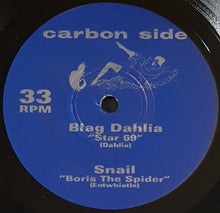 carbon side
33
RPM
Blag Dahlia
"Star 69"
(Dahlia)
Snail
"Boris The Spider"
(Entwhistle)